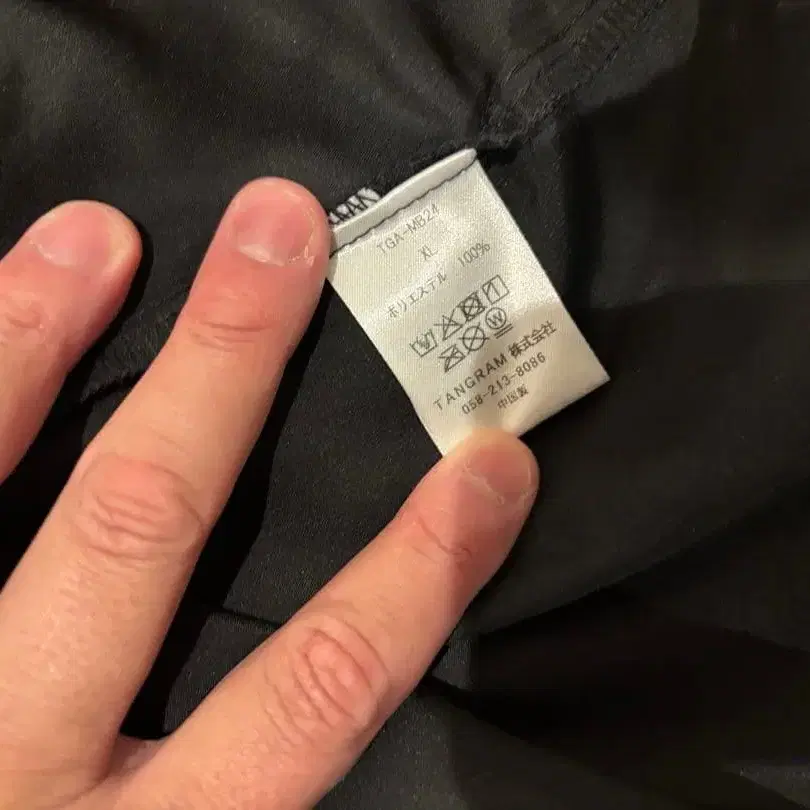 TGA-MB24
XL
ポリエステル 100%
TANGRAM 株式会社
058-213-8086
中国製